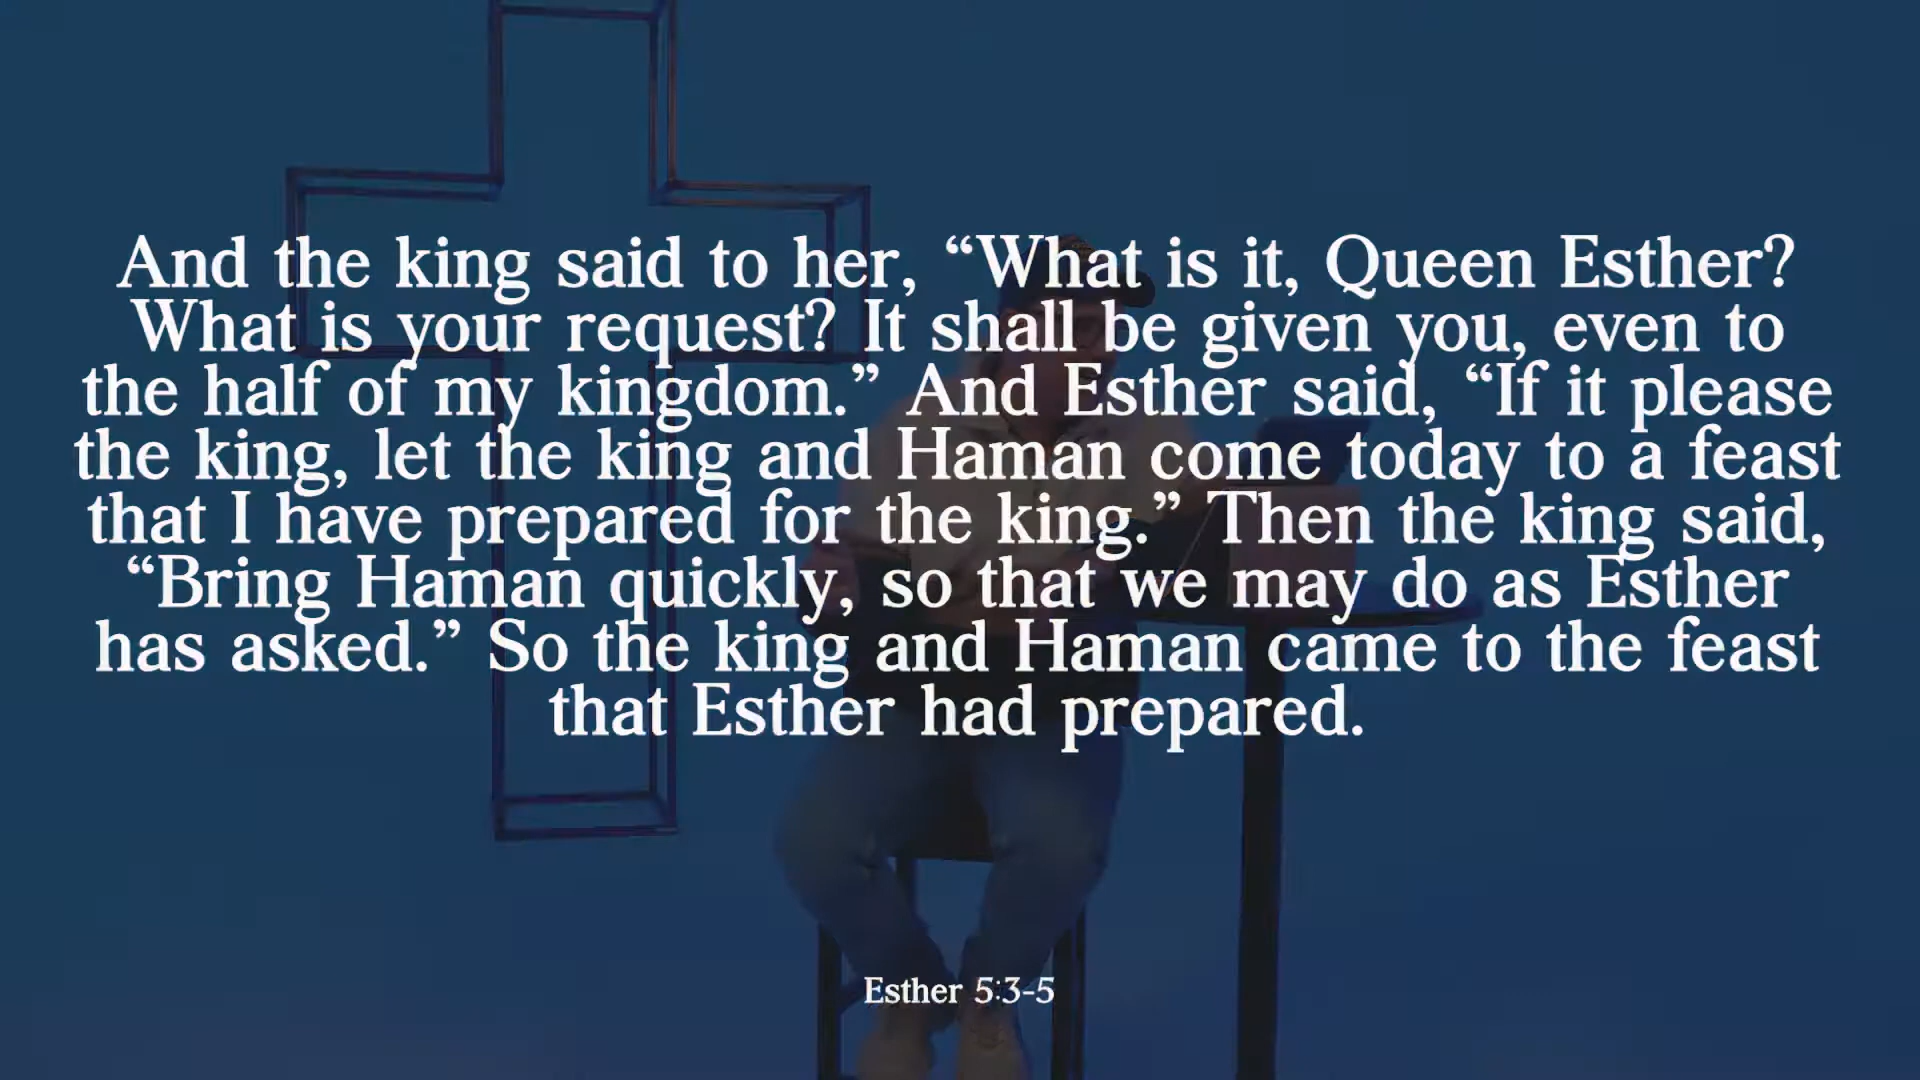 And the king said to her, “What is it, Queen Esther?
What is your request? It shall be given you, even to
the half of my kingdom.” And Esther said, “If it please
the king, let the king and Haman come today to a feast
that I have prepared for the king.” Then the king said,
“Bring Haman quickly, so that we may do as Esther
has asked.” So the king and Haman came to the feast
that Esther had prepared.
Esther 5:3-5